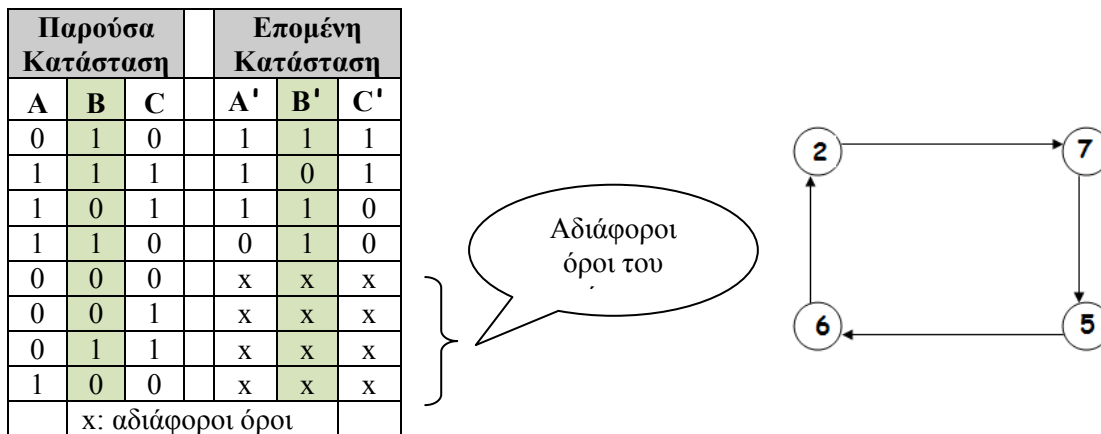 Παρούσα Κατάσταση Επομένη Κατάσταση
A B C A' B' C'
0 1 0 1 1 1
1 1 1 1 0 1
1 0 1 1 1 0
1 1 0 0 1 0
0 0 0 x x x
0 0 1 x x x
0 1 1 x x x
1 0 0 x x x
x: αδιάφοροι όροι
Αδιάφοροι
όροι του
2 7
6 5